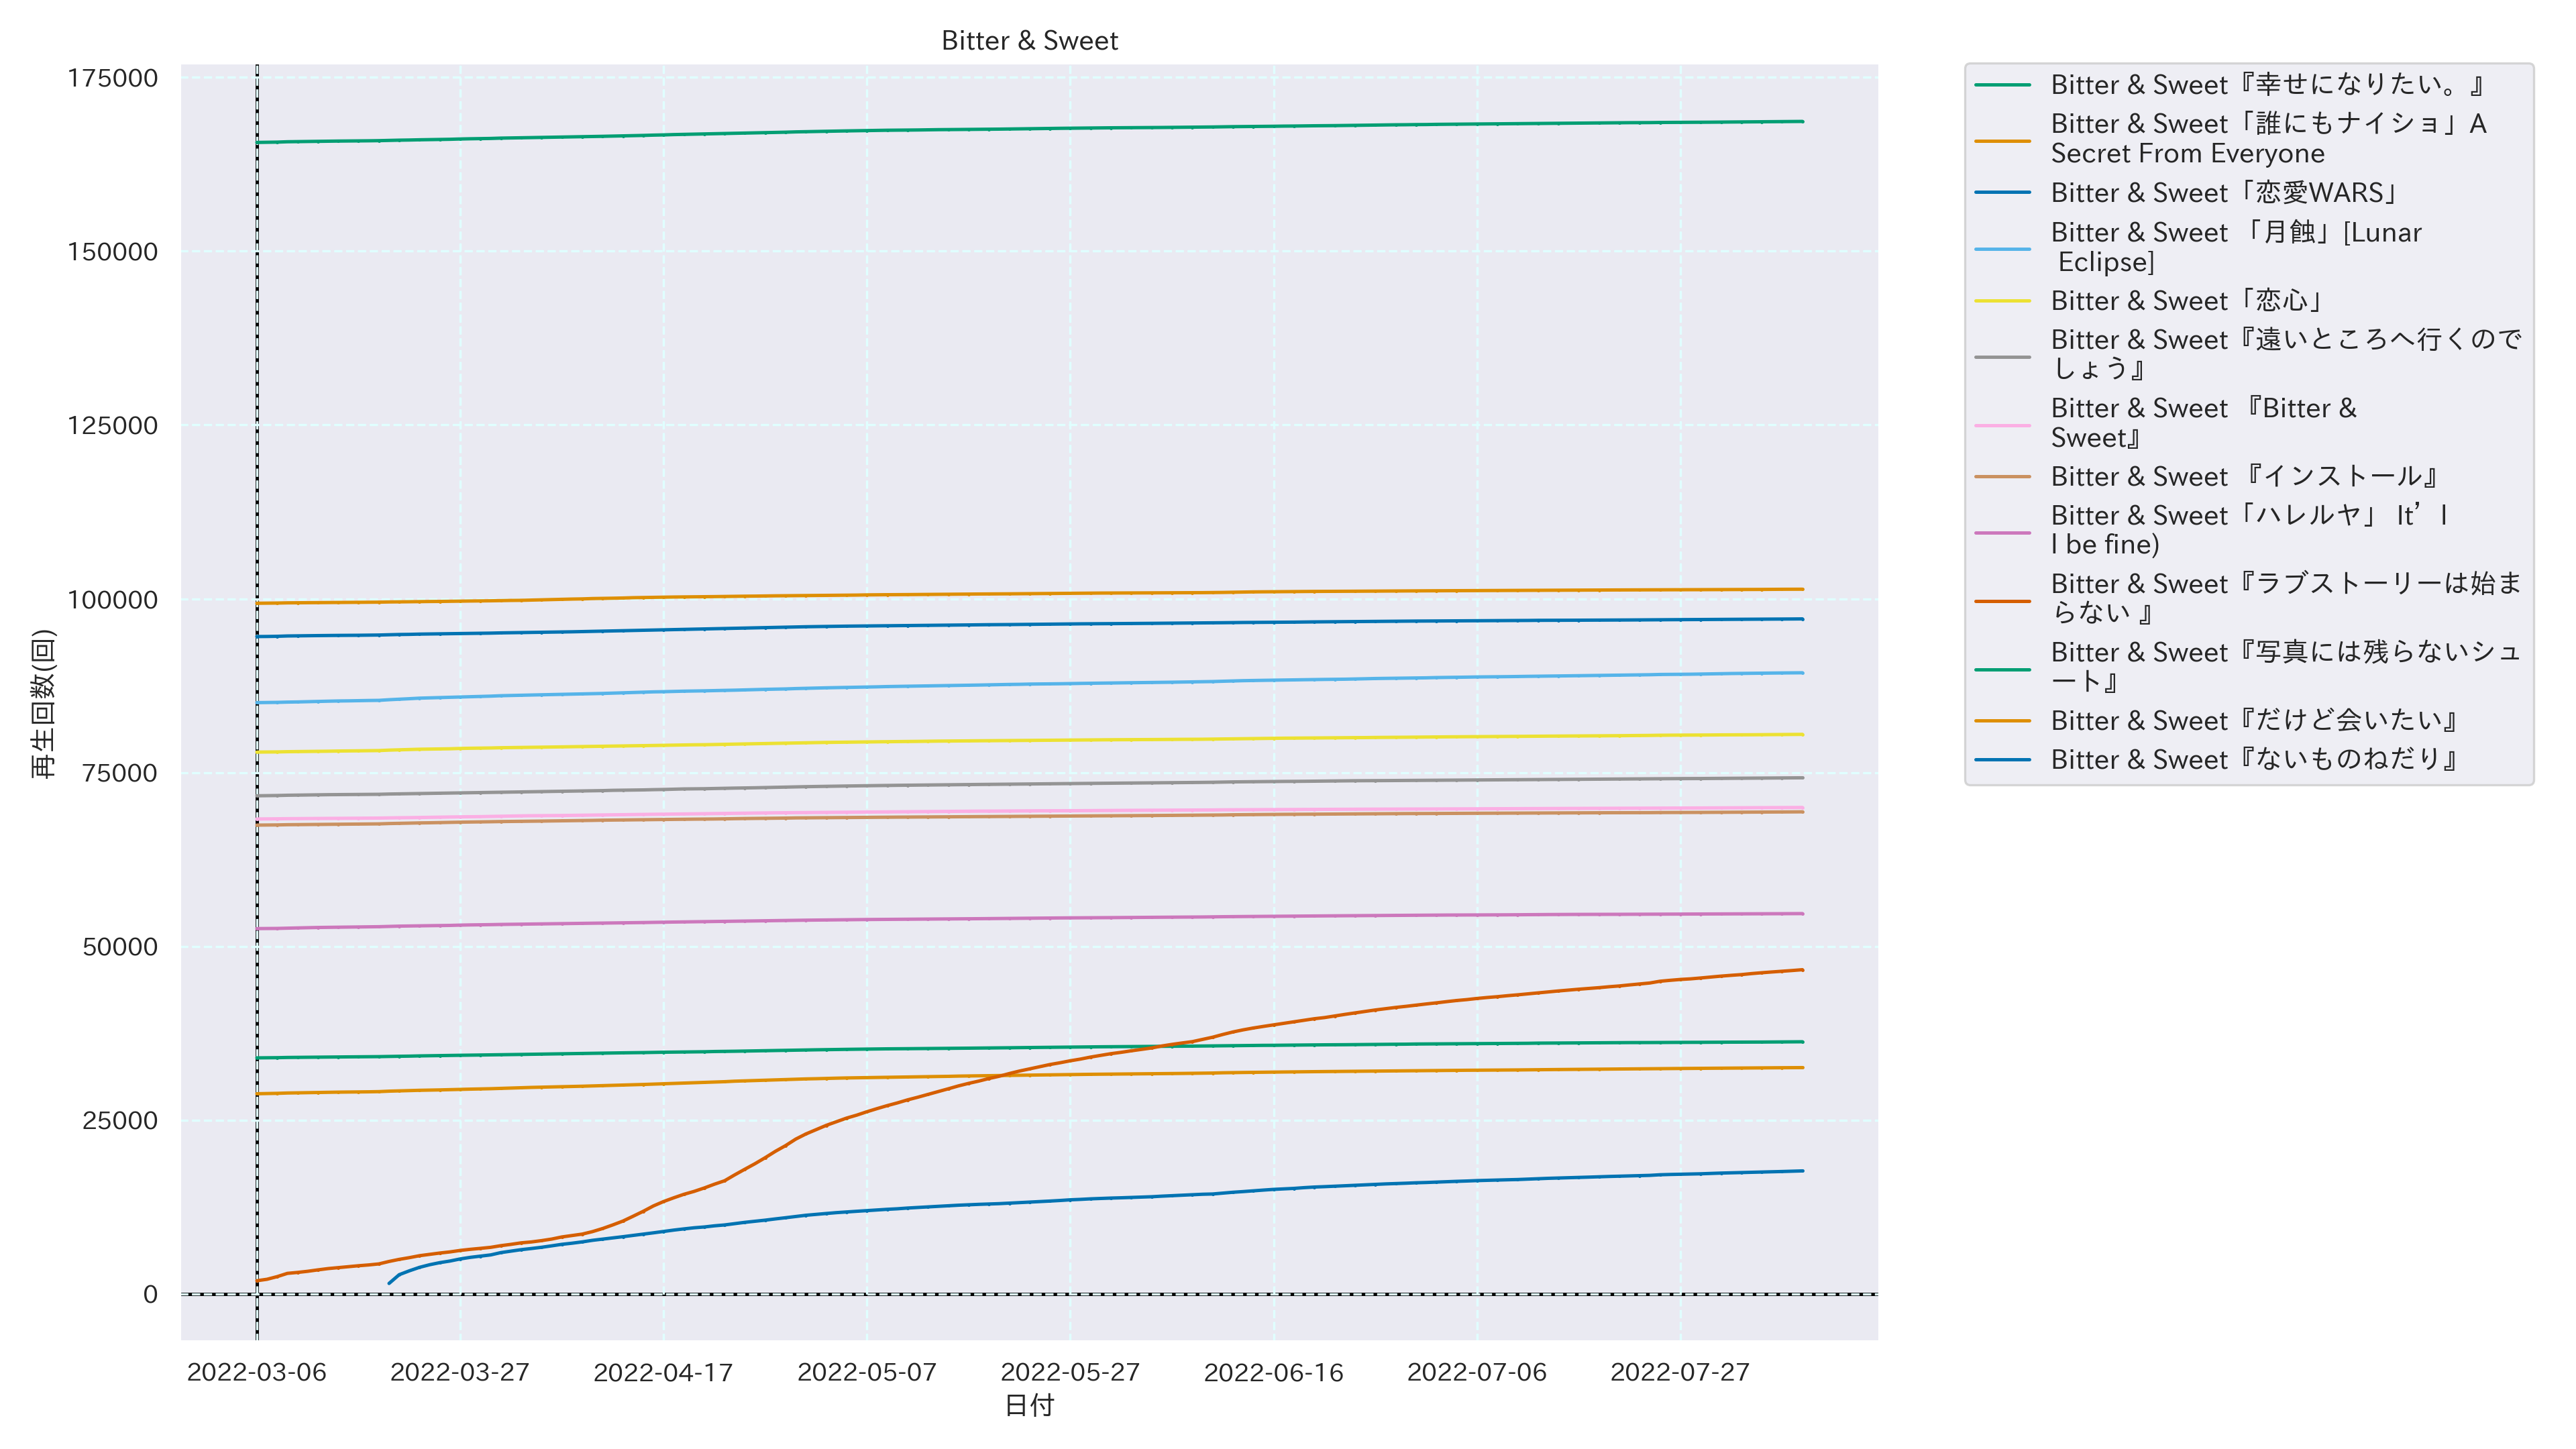 Bitter & Sweet
175000
150000
125000
100000
75000
50000
25000
0
再生回数(回)
2022-03-06
2022-03-27
2022-04-17
2022-05-07
2022-05-27
2022-06-16
2022-07-06
2022-07-27
日付
Bitter & Sweet『幸せになりたい。』
Bitter & Sweet「誰にもナイショ」A
Secret From Everyone
Bitter & Sweet「恋愛WARS」
Bitter & Sweet 「月蝕」[Lunar
Eclipse]
Bitter & Sweet「恋心」
Bitter & Sweet『遠いところへ行くので
しょう』
Bitter & Sweet 『Bitter &
Sweet』
Bitter & Sweet 『インストール』
Bitter & Sweet「ハレルヤ」 It’l
l be fine)
Bitter & Sweet『ラブストーリーは始ま
らない 』
Bitter & Sweet『写真には残らないシュ
ート』
Bitter & Sweet『だけど会いたい』
Bitter & Sweet『ないものねだり』